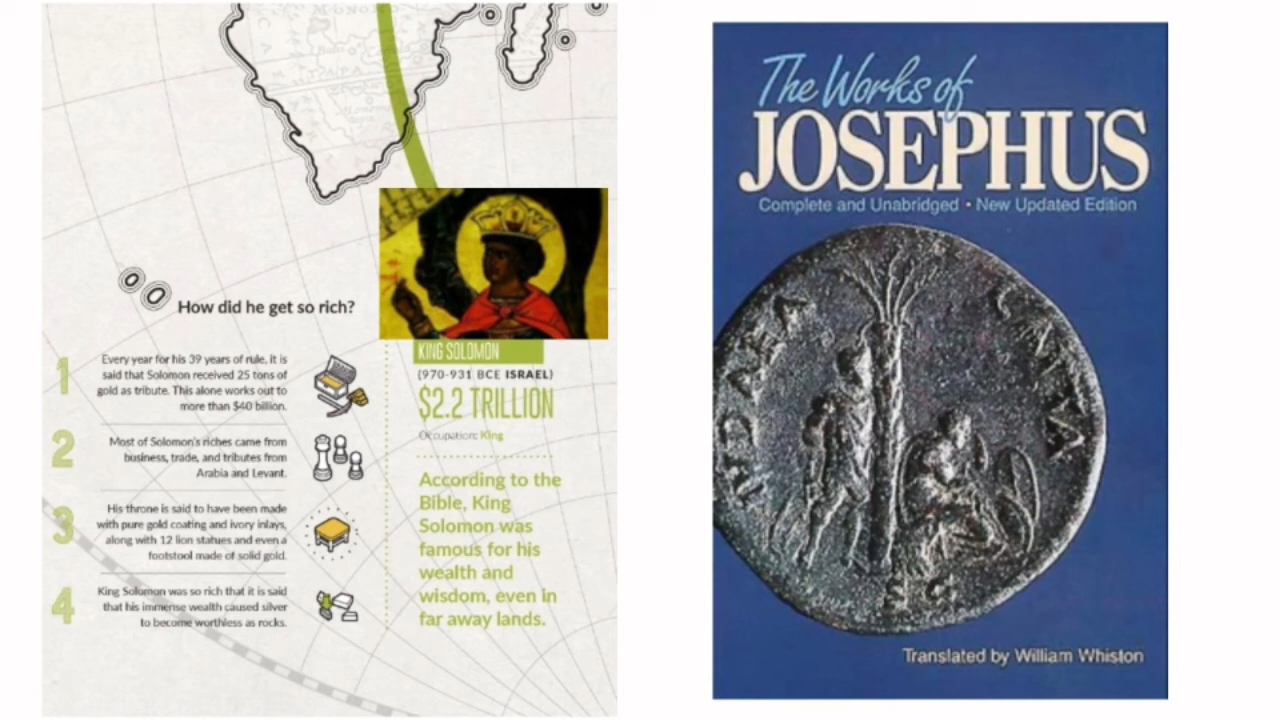 How did he get so rich?
1
Every year for his 39 years of rule, it is
said that Solomon received 25 tons of
gold as tribute. This alone works out to
more than $40 billion.
2
Most of Solomon's riches came from
business, trade, and tributes from
Arabia and Levant.
3
His throne is said to have been made
with pure gold coating and ivory inlays,
along with 12 lion statues and even a
footstool made of solid gold.
4
King Solomon was so rich that it is said
that his immense wealth caused silver
to become worthless as rocks.
KING SOLOMON
(970-931 BCE ISRAEL)
$2.2 TRILLION
Occupation: King
According to the
Bible, King
Solomon was
famous for his
wealth and
wisdom, even in
far away lands.
The Works of
JOSEPHUS
Complete and Unabridged • New Updated Edition
Translated by William Whiston